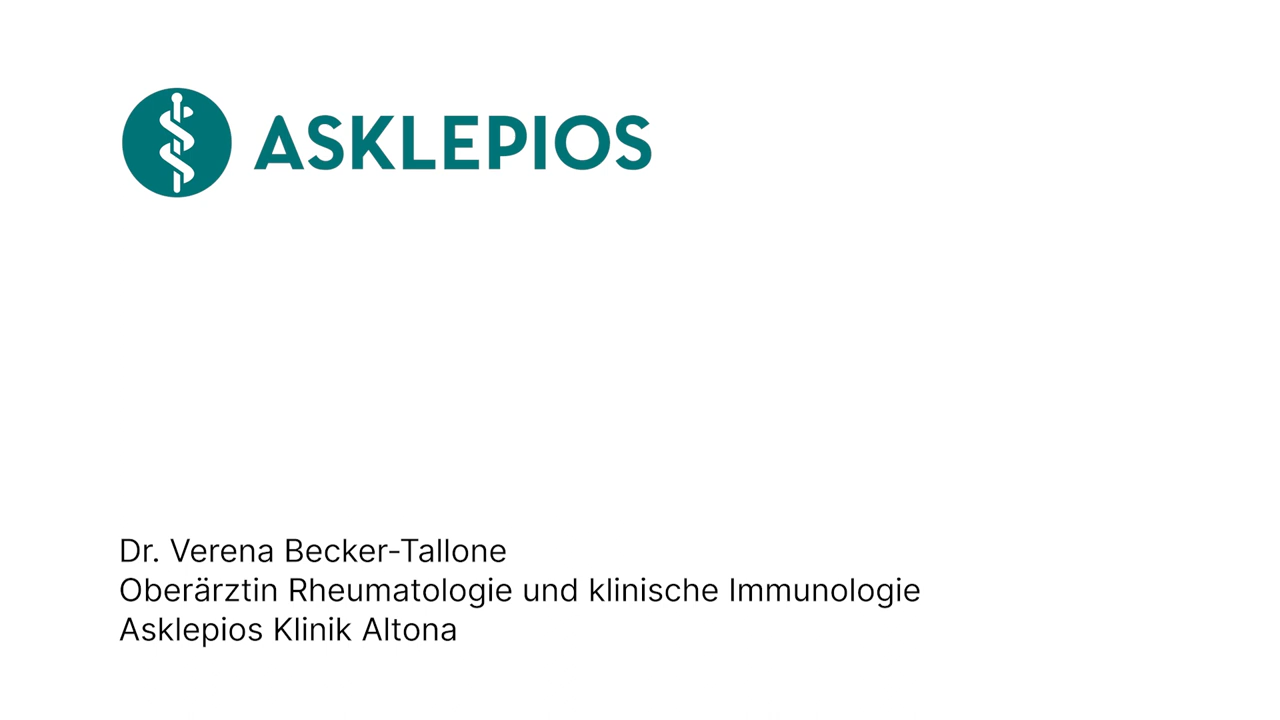 ASKLEPIOS
Dr. Verena Becker-Tallone
Oberärztin Rheumatologie und klinische Immunologie
Asklepios Klinik Altona